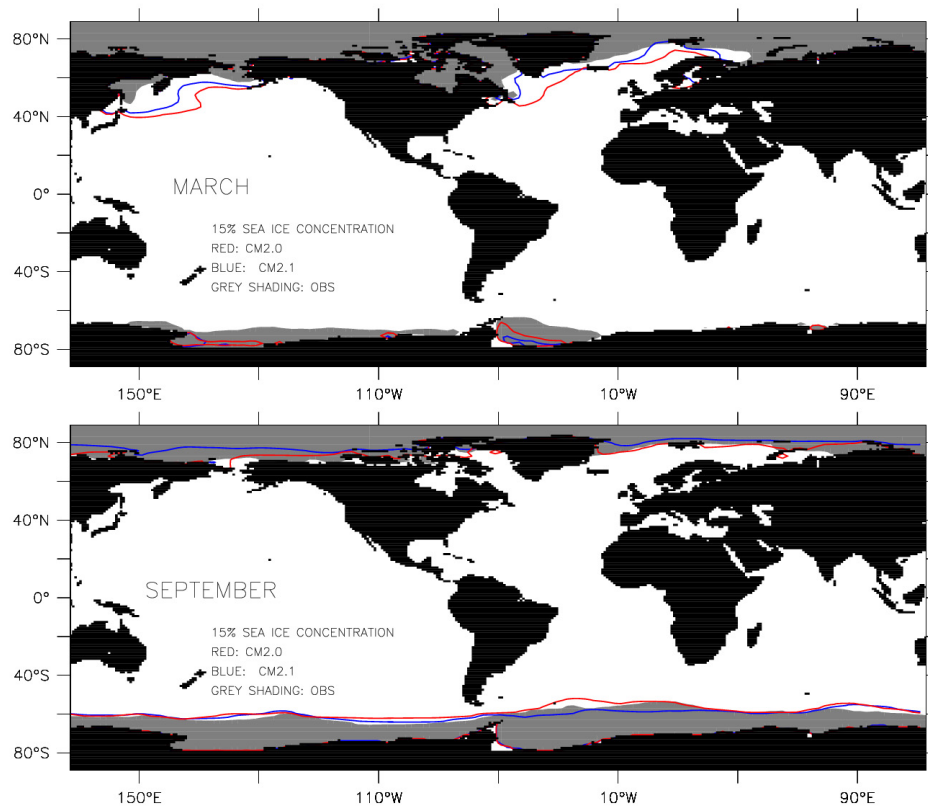 80°N
40°N
0°
40°S
80°S
MARCH
15% SEA ICE CONCENTRATION
RED: CM2.0
BLUE: CM2.1
GREY SHADING: OBS
150°E
110°W
10°W
90°E
80°N
40°N
0°
40°S
80°S
SEPTEMBER
15% SEA ICE CONCENTRATION
RED: CM2.0
BLUE: CM2.1
GREY SHADING: OBS
150°E
110°W
10°W
90°E